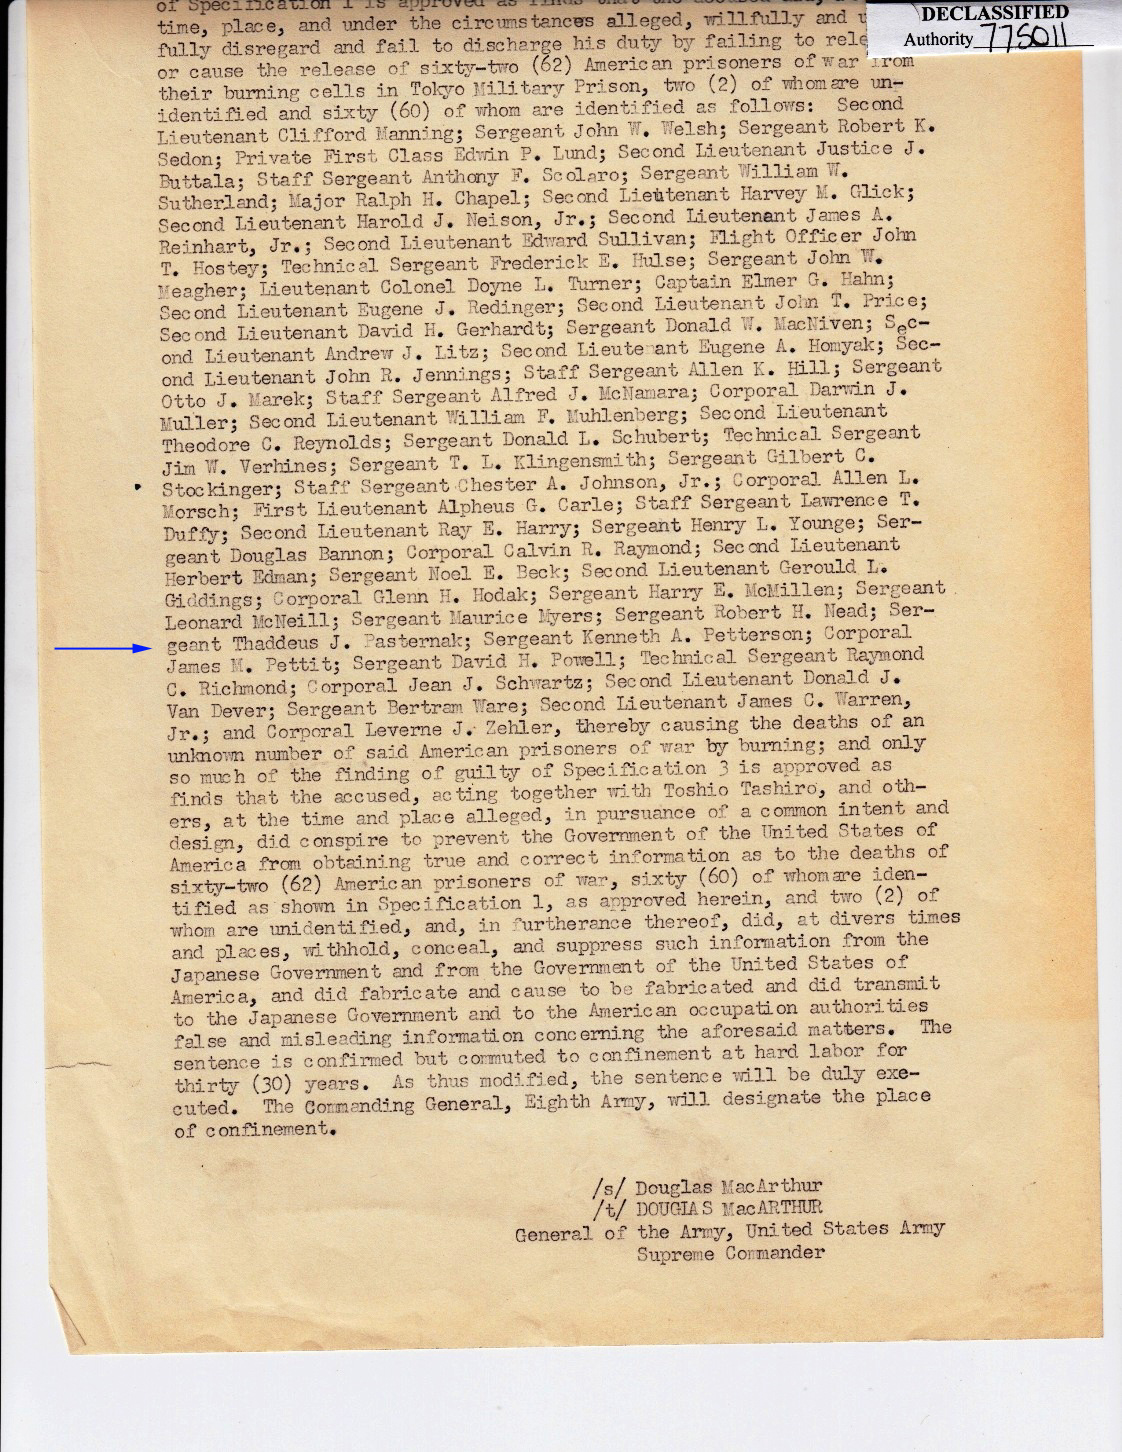 of Specification 1 is approved as finds that the accused
DECLASSIFIED
Authority 775011
time, place, and under the circumstances alleged, willfully and
fully disregard and fail to discharge his duty by failing to rele
or cause the release of sixty-two (62) American prisoners of war from
their burning cells in Tokyo Military Prison, two (2) of whom are un-
identified and sixty (60) of whom are identified as follows: Second
Lieutenant Clifford Manning; Sergeant John W. Welsh; Sergeant Robert K.
Sedon; Private First Class Edwin P. Lund; Second Lieutenant Justice J.
Buttala; Staff Sergeant Anthony F. Scolaro; Sergeant William W.
Sutherland; Major Ralph H. Chapel; Second Lieutenant Harvey M. Glick;
Second Lieutenant Harold J. Neison, Jr.; Second Lieutenant James A.
Reinhart, Jr.; Second Lieutenant Edward Sullivan; Flight Officer John
T. Hostey; Technical Sergeant Frederick E. Hulse; Sergeant John W.
Meagher; Lieutenant Colonel Doyne L. Turner; Captain Elmer G. Hahn;
Second Lieutenant Eugene J. Redinger; Second Lieutenant John T. Price;
Second Lieutenant David H. Gerhardt; Sergeant Donald W. MacNiven; Sec-
ond Lieutenant Andrew J. Litz; Second Lieutenant Eugene A. Homyak; Sec-
ond Lieutenant John R. Jennings; Staff Sergeant Allen K. Hill; Sergeant
Otto J. Marek; Staff Sergeant Alfred J. McNamara; Corporal Darwin J.
Muller; Second Lieutenant William F. Muhlenberg; Second Lieutenant
Theodore C. Reynolds; Sergeant Donald L. Schubert; Technical Sergeant
Jim W. Verhines; Sergeant T. L. Klingensmith; Sergeant Gilbert C.
Stockinger; Staff Sergeant Chester A. Johnson, Jr.; Corporal Allen L.
Morsch; First Lieutenant Alpheus G. Carle; Staff Sergeant Lawrence T.
Duffy; Second Lieutenant Ray E. Harry; Sergeant Henry L. Younge; Ser-
geant Douglas Bannon; Corporal Calvin R. Raymond; Second Lieutenant
Herbert Edman; Sergeant Noel E. Beck; Second Lieutenant Gerould L.
Giddings; Corporal Glenn H. Hodak; Sergeant Harry E. McMillen; Sergeant
Leonard McNeill; Sergeant Maurice Myers; Sergeant Robert H. Nead; Ser-
geant Thaddeus J. Pasternak; Sergeant Kenneth A. Petterson; Corporal
James M. Pettit; Sergeant David H. Powell; Technical Sergeant Raymond
C. Richmond; Corporal Jean J. Schwartz; Second Lieutenant Donald J.
Van Dever; Sergeant Bertram Ware; Second Lieutenant James C. Warren,
Jr.; and Corporal Leverne J. Zehler, thereby causing the deaths of an
unknown number of said American prisoners of war by burning; and only
so much of the finding of guilty of Specification 3 is approved as
finds that the accused, acting together with Toshio Tashiro, and oth-
ers, at the time and place alleged, in pursuance of a common intent and
design, did conspire to prevent the Government of the United States of
America from obtaining true and correct information as to the deaths of
sixty-two (62) American prisoners of war, sixty (60) of whom are iden-
tified as shown in Specification 1, as approved herein, and two (2) of
whom are unidentified, and, in furtherance thereof, did, at divers times
and places, withhold, conceal, and suppress such information from the
Japanese Government and from the Government of the United States of
America, and did fabricate and cause to be fabricated and did transmit
to the Japanese Government and to the American occupation authorities
false and misleading information concerning the aforesaid matters. The
sentence is confirmed but commuted to confinement at hard labor for
thirty (30) years. As thus modified, the sentence will be duly exe-
cuted. The Commanding General, Eighth Army, will designate the place
of confinement.
/s/ Douglas MacArthur
/t/ DOUGLAS MacARTHUR
General of the Army, United States Army
Supreme Commander